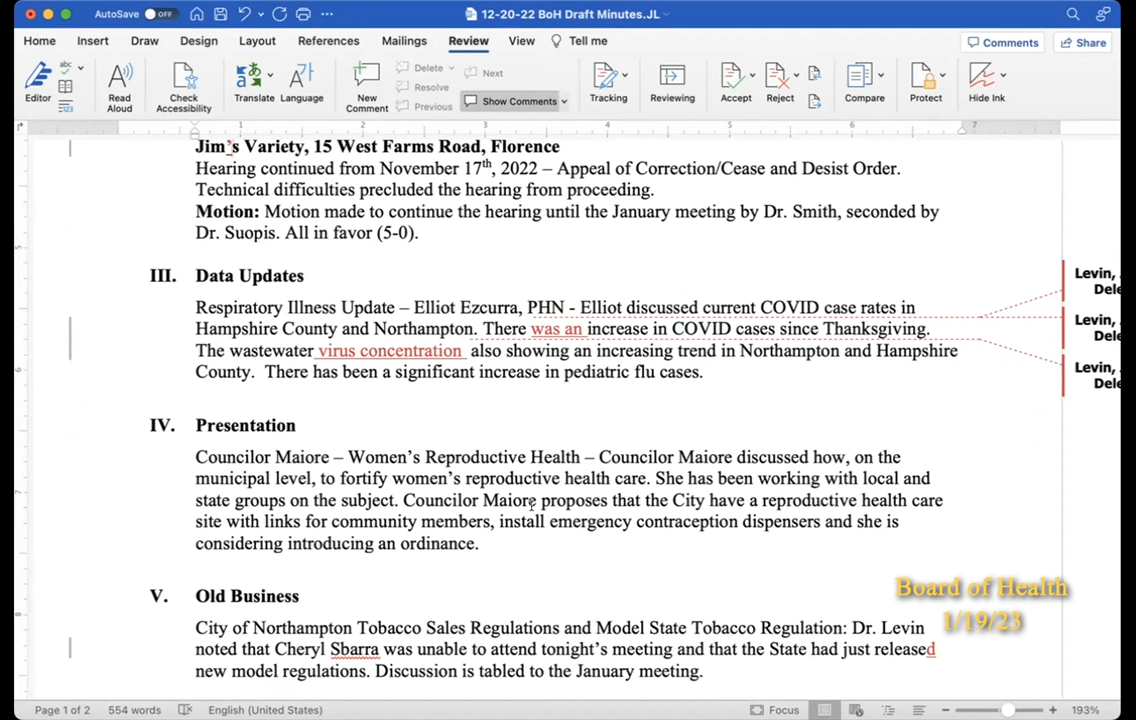 AutoSave OFF 12-20-22 BoH Draft Minutes.JL
Home Insert Draw Design Layout References Mailings Review View Tell me Comments Share
Editor Read Aloud Check Accessibility Translate Language New Comment Delete Resolve Previous Next Show Comments Tracking Reviewing Accept Reject Compare Protect Hide Ink
1 2 3 4 5 6 7
Jim's Variety, 15 West Farms Road, Florence
Hearing continued from November 17th, 2022 – Appeal of Correction/Cease and Desist Order.
Technical difficulties precluded the hearing from proceeding.
Motion: Motion made to continue the hearing until the January meeting by Dr. Smith, seconded by
Dr. Suopis. All in favor (5-0).
III. Data Updates
Respiratory Illness Update – Elliot Ezcurra, PHN - Elliot discussed current COVID case rates in
Hampshire County and Northampton. There was an increase in COVID cases since Thanksgiving.
The wastewater virus concentration also showing an increasing trend in Northampton and Hampshire
County. There has been a significant increase in pediatric flu cases.
Levin,
Dele
Levin,
Dele
Levin,
Dele
IV. Presentation
Councilor Maiore – Women's Reproductive Health – Councilor Maiore discussed how, on the
municipal level, to fortify women's reproductive health care. She has been working with local and
state groups on the subject. Councilor Maiore proposes that the City have a reproductive health care
site with links for community members, install emergency contraception dispensers and she is
considering introducing an ordinance.
V. Old Business
City of Northampton Tobacco Sales Regulations and Model State Tobacco Regulation: Dr. Levin
noted that Cheryl Sbarra was unable to attend tonight's meeting and that the State had just released
new model regulations. Discussion is tabled to the January meeting.
Board of Health
1/19/23
Page 1 of 2 554 words English (United States) Focus 193%